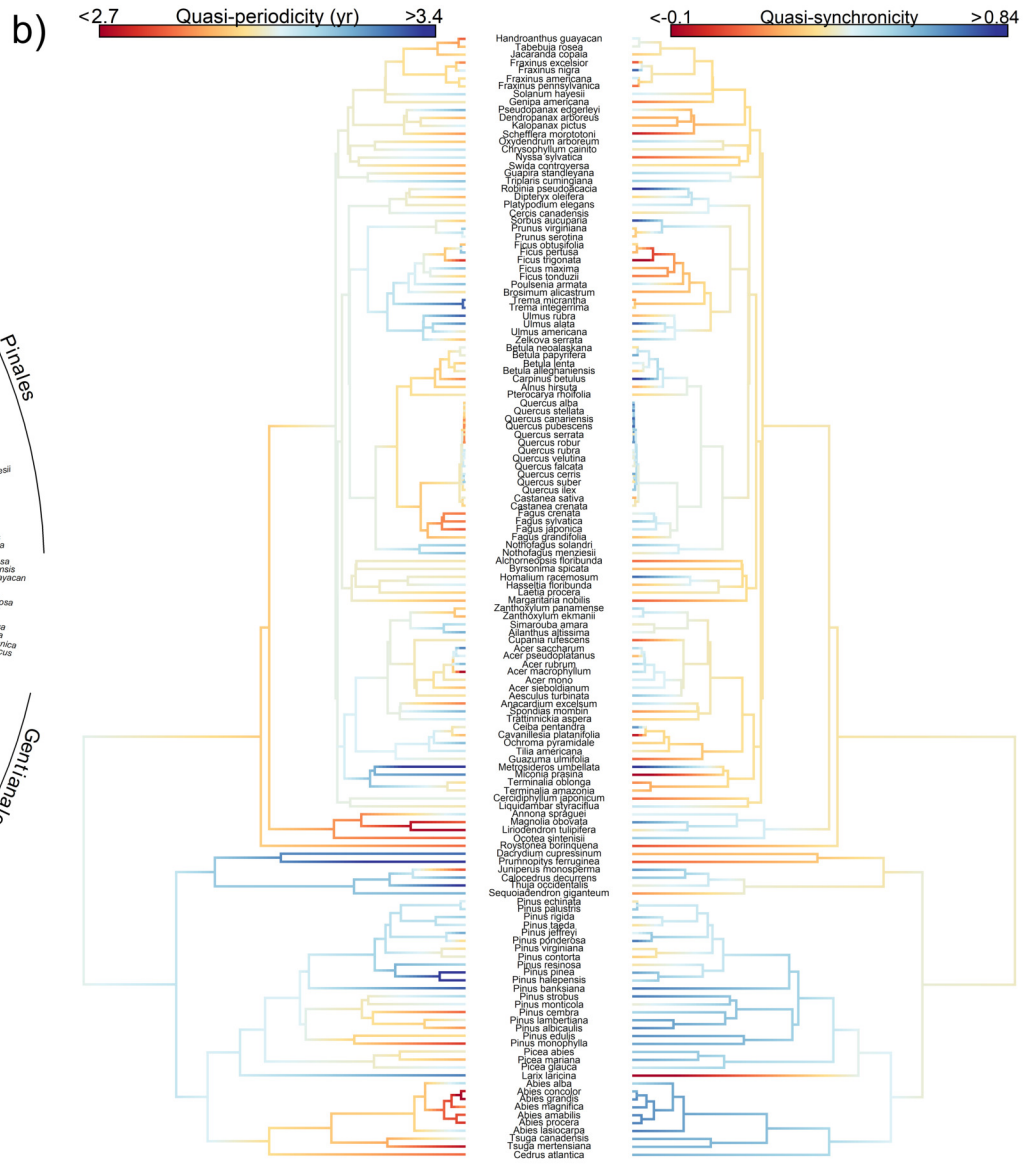 b)
<2.7
Quasi-periodicity (yr)
>3.4
<-0.1
Quasi-synchronicity
>0.84
Handroanthus guayacan
Tabebuja rosea
Jacaranda copaia
Fraxinus excelsior
Fraxinus nigra
Fraxinus americana
Fraxinus pennsylvanica
Solanum hayesii
Genipa americana
Pseudopanax edgerleyi
Dendropanax arboreus
Kalopanax pictus
Schefflera morototoni
Oxydendrum arboreum
Chrysophyllum cainito
Nyssa sylvatica
Swida controversa
Guapira standleyana
Triplaris cumingiana
Robinia pseudoacacia
Dipteryx oleifera
Platypodium elegans
Cercis canadensis
Sorbus aucuparia
Prunus virginiana
Prunus serotina
Ficus obtusifolia
Ficus pertusa
Ficus trigonata
Ficus maxima
Ficus tonduzii
Poulsenia armata
Brosimum alicastrum
Trema micrantha
Trema integerrima
Ulmus rubra
Ulmus alata
Ulmus americana
Zelkova serrata
Betula neoalaskana
Betula papyrifera
Betula lenta
Betula alleghaniensis
Carpinus betulus
Alnus hirsuta
Pterocarya rhoifolia
Quercus alba
Quercus stellata
Quercus canariensis
Quercus pubescens
Quercus serrata
Quercus robur
Quercus rubra
Quercus velutina
Quercus falcata
Quercus cerris
Quercus suber
Quercus ilex
Castanea sativa
Castanea crenata
Fagus crenata
Fagus sylvatica
Fagus japonica
Fagus grandifolia
Nothofagus solandri
Nothofagus menziesii
Alchorneopsis floribunda
Byrsonima spicata
Homalium racemosum
Hasseltia floribunda
Laetia procera
Margaritaria nobilis
Zanthoxylum panamense
Zanthoxylum ekmanii
Simarouba amara
Ailanthus altissima
Cupania rufescens
Acer saccharum
Acer pseudoplatanus
Acer rubrum
Acer macrophyllum
Acer mono
Acer sieboldianum
Aesculus turbinata
Anacardium excelsum
Spondias mombin
Trattinnickia aspera
Ceiba pentandra
Cavanillesia platanifolia
Ochroma pyramidale
Tilia americana
Guazuma ulmifolia
Metrosideros umbellata
Miconia prasina
Terminalia oblonga
Terminalia amazonia
Cercidiphyllum japonicum
Liquidambar styraciflua
Annona spraguei
Magnolia obovata
Liriodendron tulipifera
Ocotea sintenisii
Roystonea borinquena
Dacrydium cupressinum
Prumnopitys ferruginea
Juniperus monosperma
Calocedrus decurrens
Thuja occidentalis
Sequoiadendron giganteum
Pinus echinata
Pinus palustris
Pinus rigida
Pinus taeda
Pinus jeffreyi
Pinus ponderosa
Pinus virginiana
Pinus contorta
Pinus resinosa
Pinus pinea
Pinus halepensis
Pinus banksiana
Pinus strobus
Pinus monticola
Pinus cembra
Pinus lambertiana
Pinus albicaulis
Pinus edulis
Pinus monophylla
Picea abies
Picea mariana
Picea glauca
Larix laricina
Abies alba
Abies concolor
Abies grandis
Abies magnifica
Abies amabilis
Abies procera
Abies lasiocarpa
Tsuga canadensis
Tsuga mertensiana
Cedrus atlantica
Pinales
esii
a
sa
nsis
ayacan
osa
a
nica
cus
Gentianale